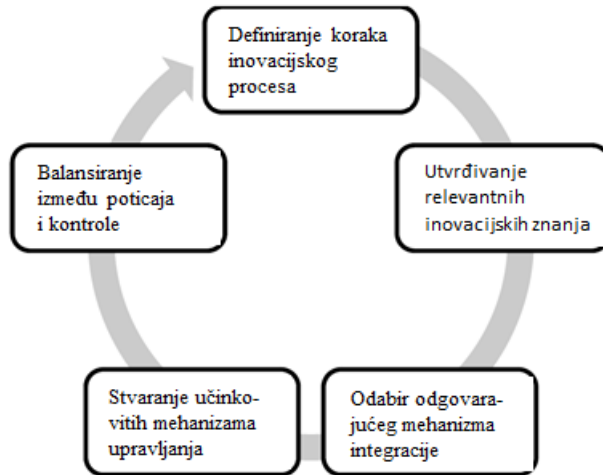 Definiranje koraka
inovacijskog
procesa
Utvrđivanje
relevantnih
inovacijskih znanja
Odabir odgovara-
jućeg mehanizma
integracije
Stvaranje učinko-
vitih mehanizama
upravljanja
Balansiranje
između poticaja
i kontrole